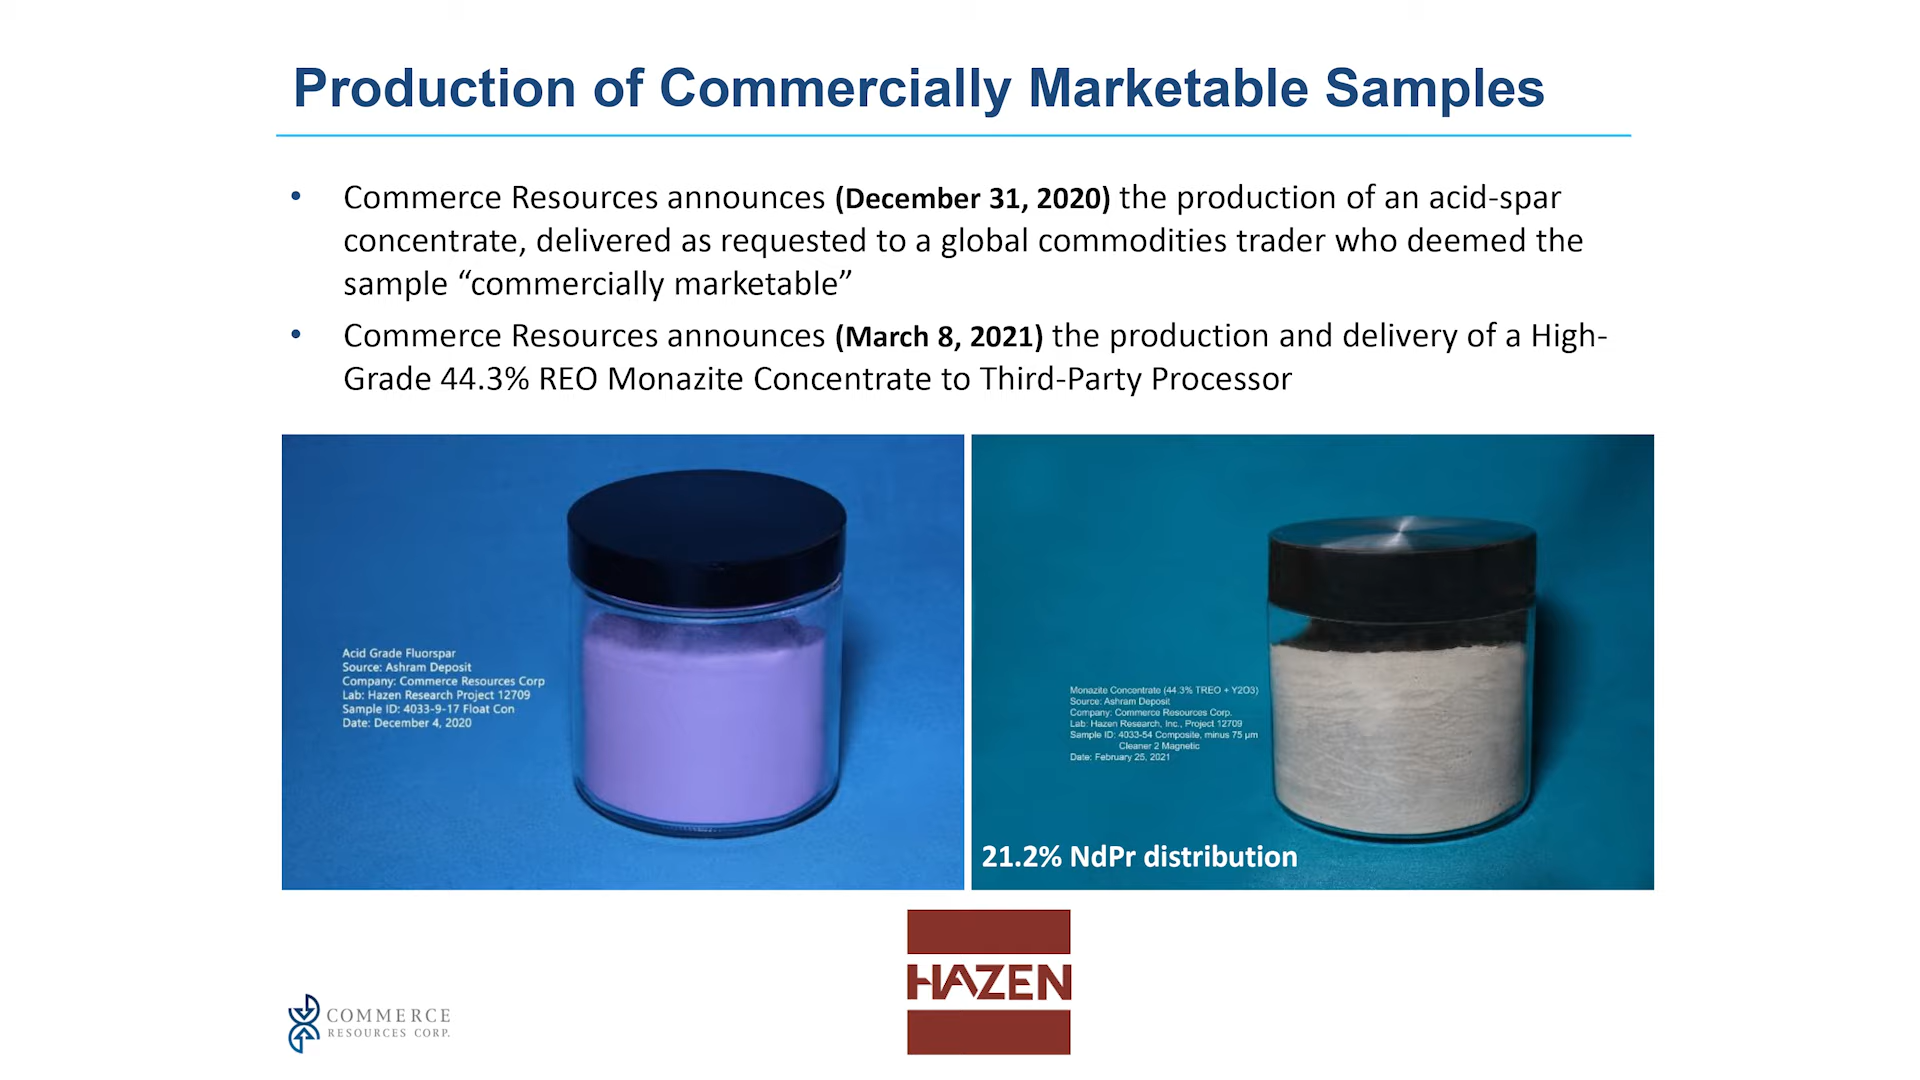 Production of Commercially Marketable Samples
• Commerce Resources announces (December 31, 2020) the production of an acid-spar
concentrate, delivered as requested to a global commodities trader who deemed the
sample “commercially marketable”
• Commerce Resources announces (March 8, 2021) the production and delivery of a High-
Grade 44.3% REO Monazite Concentrate to Third-Party Processor
Acid Grade Fluorspar
Source: Ashram Deposit
Company: Commerce Resources Corp
Lab: Hazen Research Project 12709
Sample ID: 4033-9-17 Float Con
Date: December 4, 2020
Monazite Concentrate (44.3% TREO + Y2O3)
Source: Ashram Deposit
Company: Commerce Resources Corp.
Lab: Hazen Research, Inc., Project 12709
Sample ID: 4033-54 Composite, minus 75 µm
Cleaner 2 Magnetic
Date: February 25, 2021
21.2% NdPr distribution
HAZEN
COMMERCE
RESOURCES CORP.